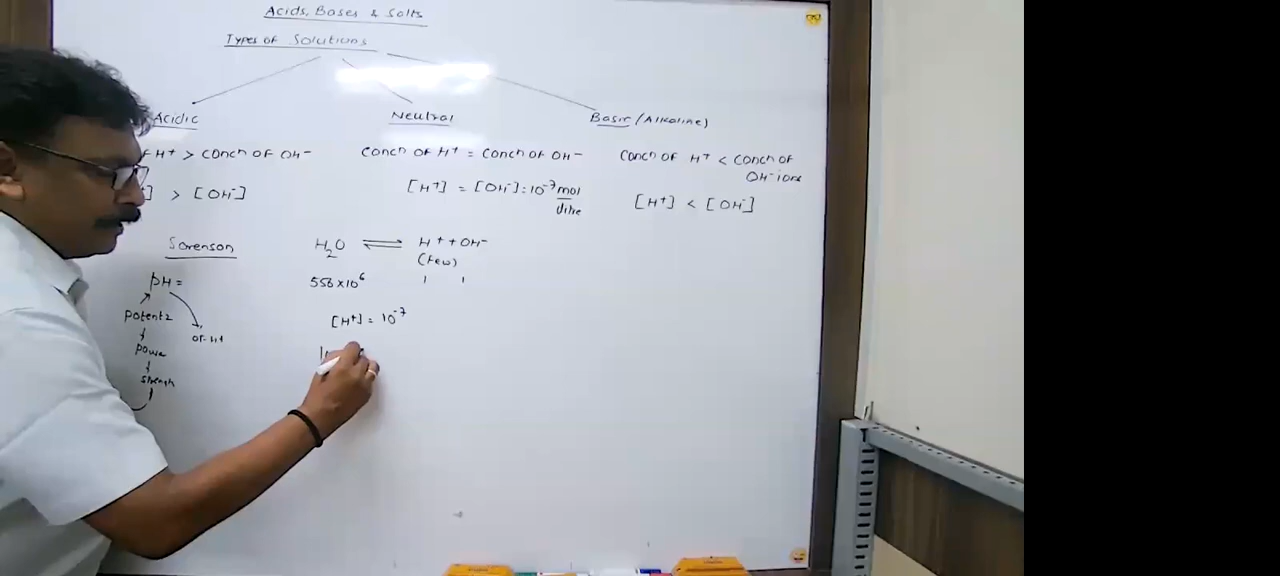 Acids, Bases & Salts
Types of Solutions
Acidic
Neutral
Basic (Alkaline)
H+ > Concn of OH-
Concn of H+ = Concn of OH-
Concn of H+ < Concn of
OH- ions
] > [OH-]
[H+] = [OH-] = 10-7 mol
litre
[H+] < [OH-]
Sorenson
H2O ⇌ H+ + OH-
(Few)
556×10^6 1 1
pH =
[H+] = 10-7
potenz
of H+
power
strength